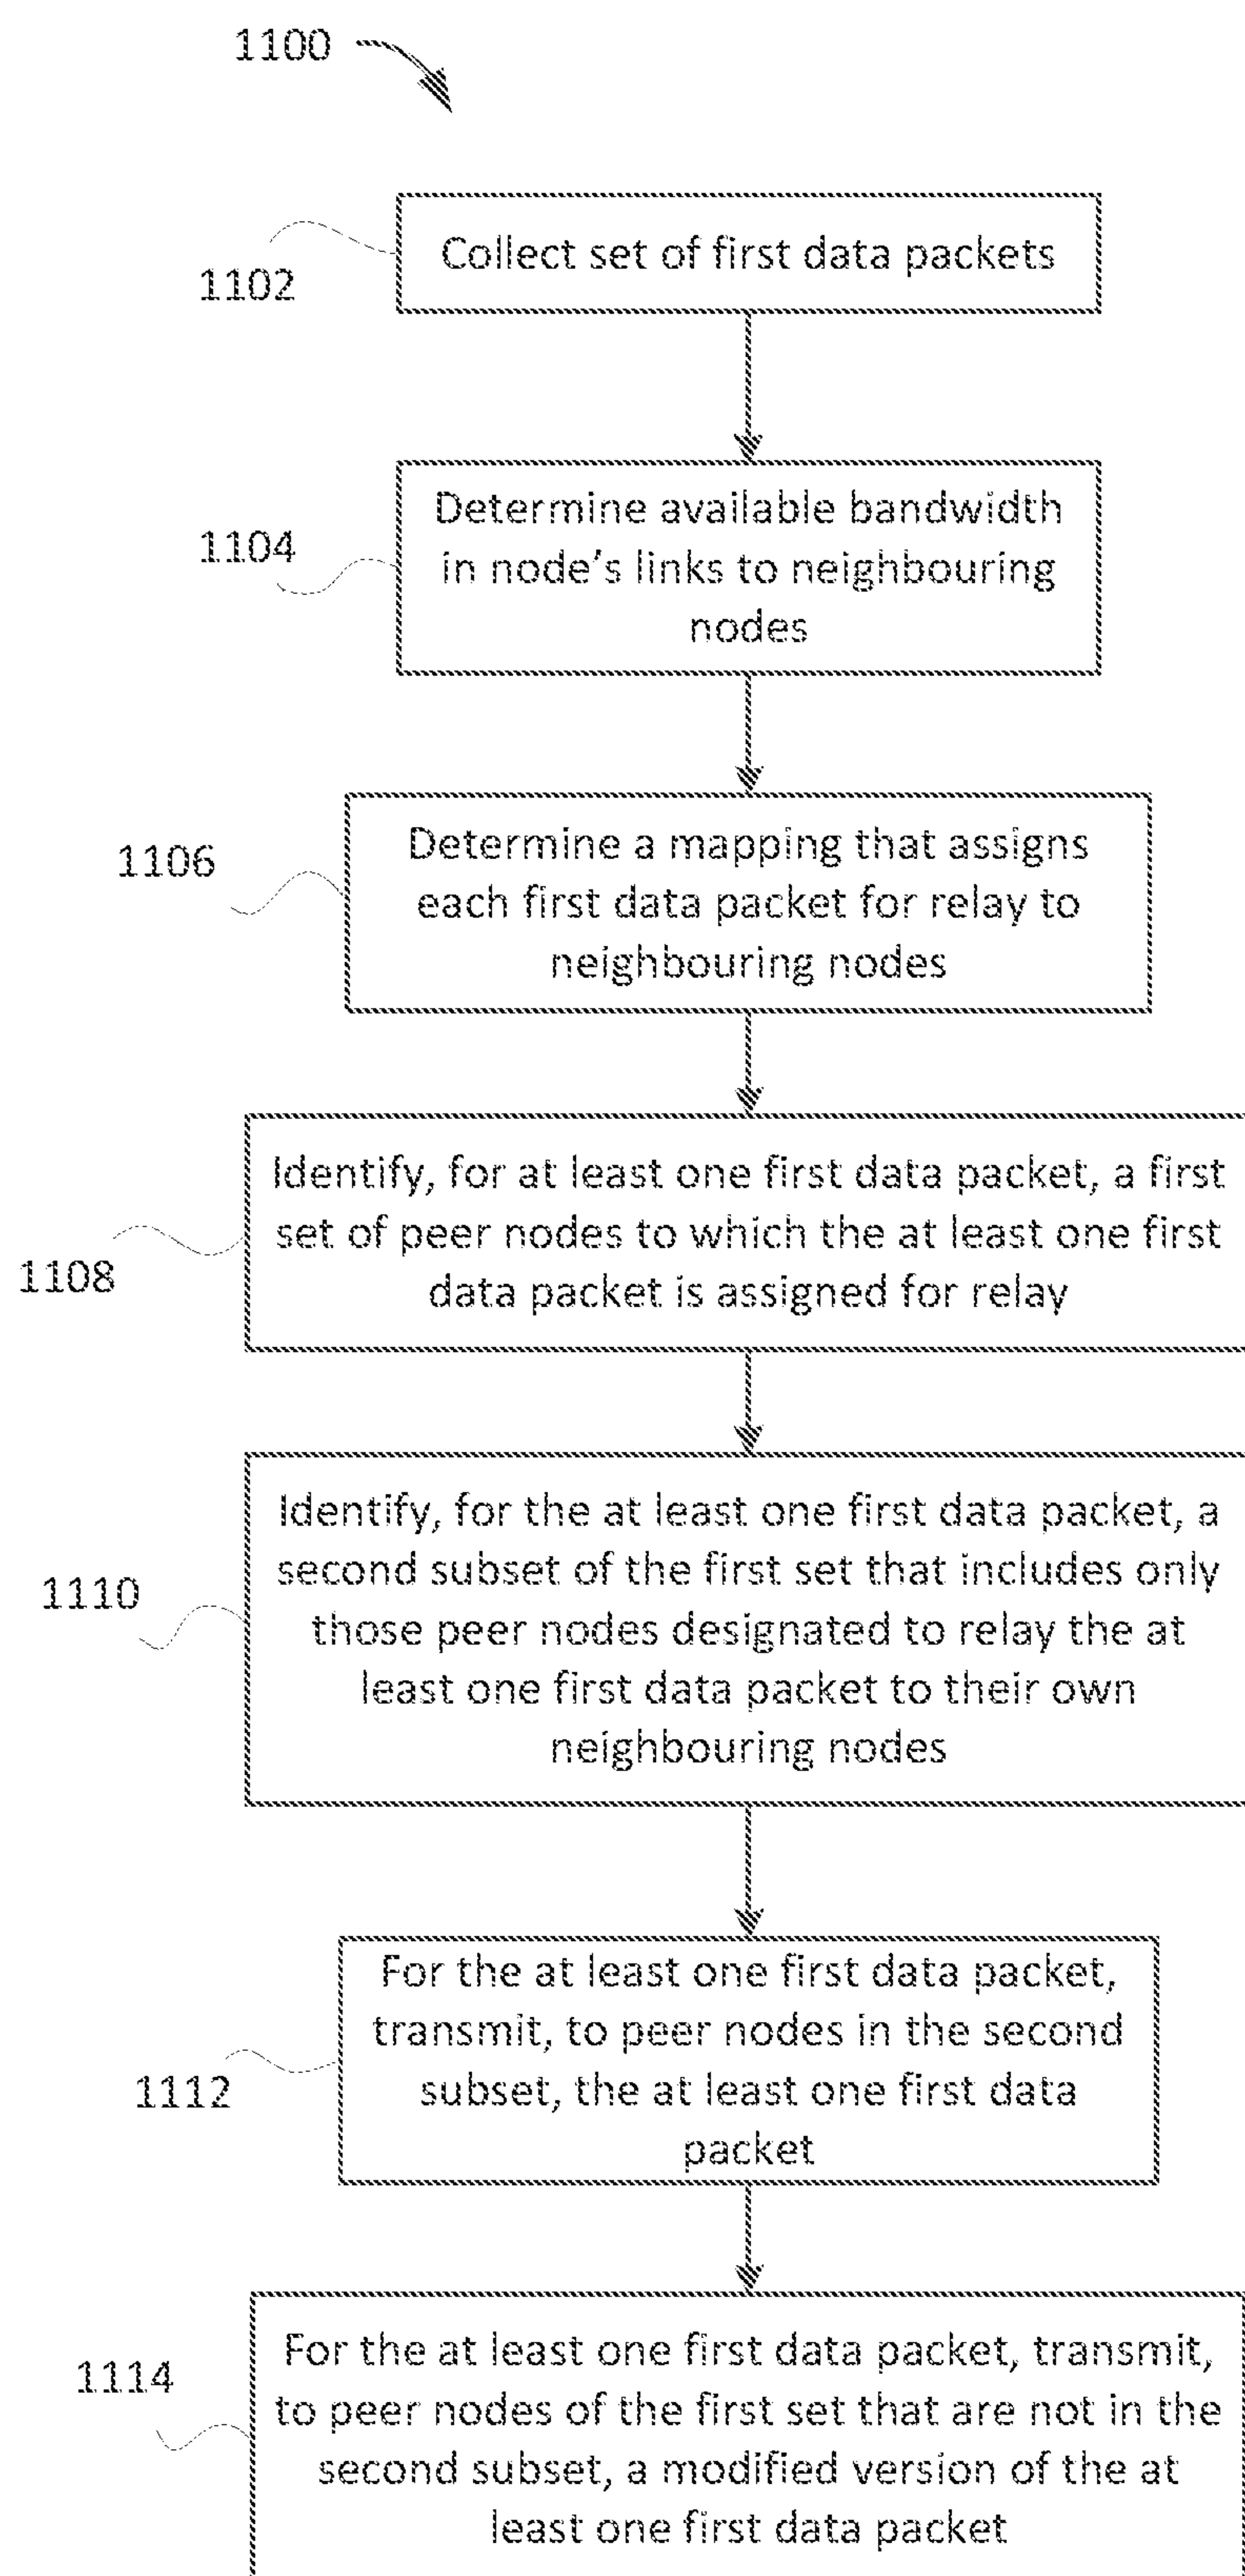 1100
Collect set of first data packets
1102
Determine available bandwidth
in node's links to neighbouring
nodes
1104
Determine a mapping that assigns
each first data packet for relay to
neighbouring nodes
1106
Identify, for at least one first data packet, a first
set of peer nodes to which the at least one first
data packet is assigned for relay
1108
Identify, for the at least one first data packet, a
second subset of the first set that includes only
those peer nodes designated to relay the at
least one first data packet to their own
neighbouring nodes
1110
For the at least one first data packet,
transmit, to peer nodes in the second
subset, the at least one first data
packet
1112
For the at least one first data packet, transmit,
to peer nodes of the first set that are not in the
second subset, a modified version of the at
least one first data packet
1114